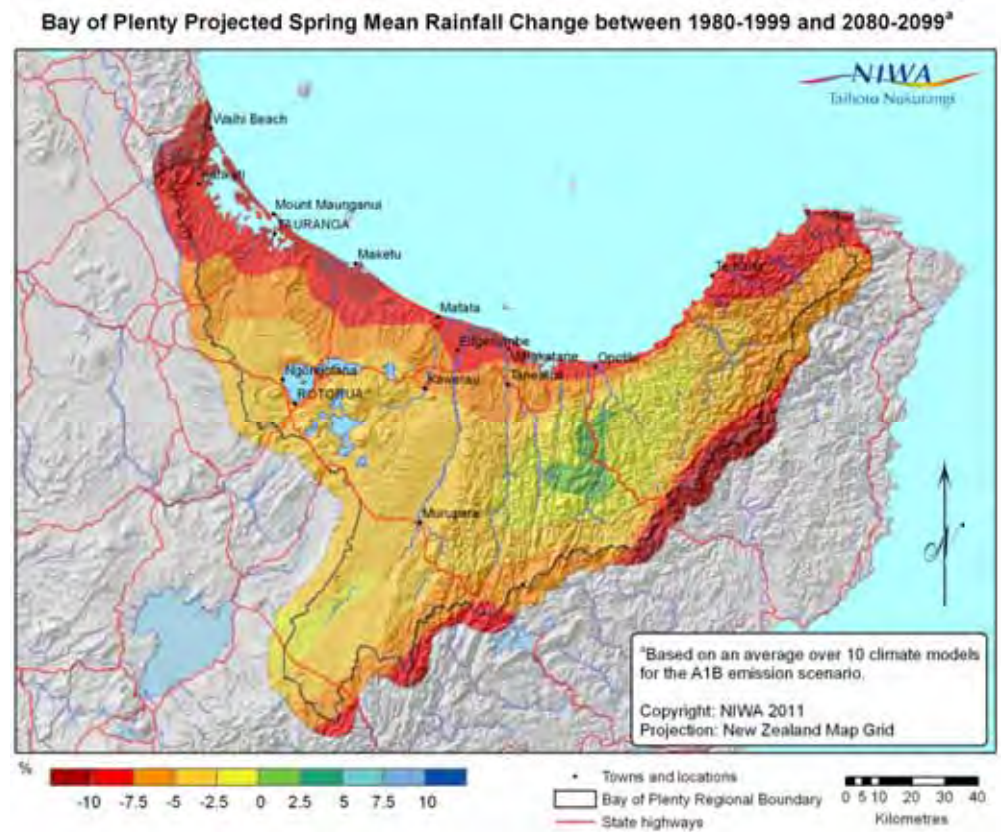 Bay of Plenty Projected Spring Mean Rainfall Change between 1980-1999 and 2080-2099ª
NIWA
Taihoro Nukurangi
Waihi Beach
Mount Maunganui
TAURANGA
Maketu
Te Kaha
Matata
Edgecumbe
Whakatane
Opotiki
Ngongotaha
Kawerau
Taneatua
ROTORUA
Murupara
N
ªBased on an average over 10 climate models
for the A1B emission scenario.
Copyright: NIWA 2011
Projection: New Zealand Map Grid
%
-10 -7.5 -5 -2.5 0 2.5 5 7.5 10
Towns and locations
Bay of Plenty Regional Boundary
State highways
0 5 10 20 30 40
Kilometres